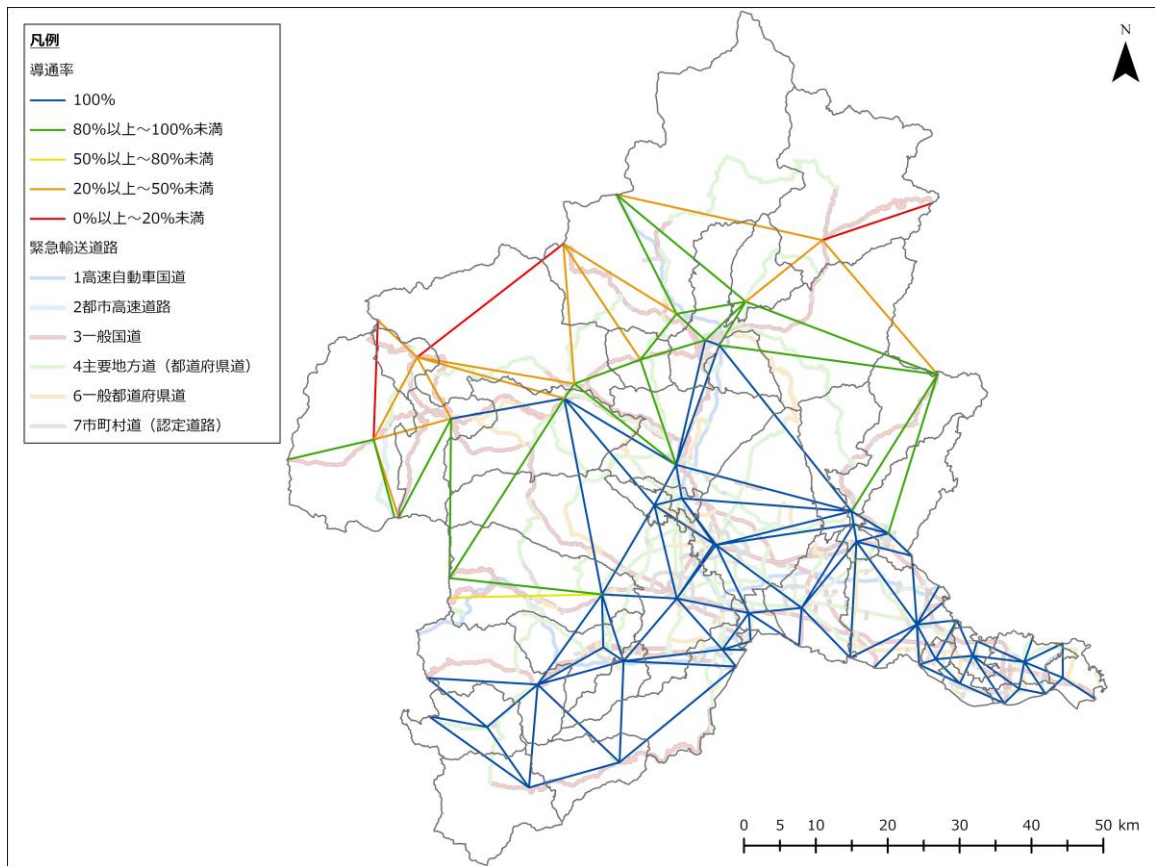 凡例
導通率
100%
80%以上～100%未満
50%以上～80%未満
20%以上～50%未満
0%以上～20%未満
緊急輸送道路
1高速自動車国道
2都市高速道路
3一般国道
4主要地方道（都道府県道）
6一般都道府県道
7市町村道（認定道路）
N
0 5 10 20 30 40 50 km